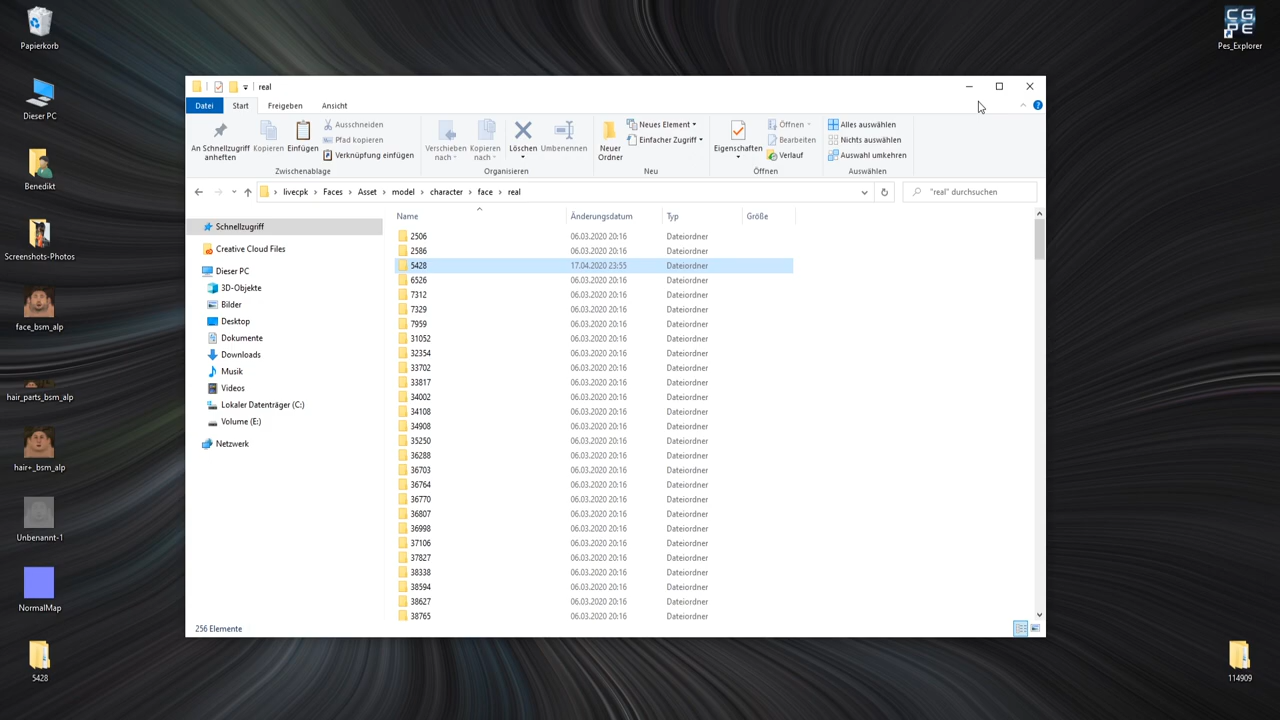 Papierkorb
Dieser PC
Benedikt
Screenshots-Photos
face_bsm_alp
hair_parts_bsm_alp
hair+_bsm_alp
Unbenannt-1
NormalMap
5428
CG
PE
Pes_Explorer
114909
real
Datei Start Freigeben Ansicht
An Schnellzugriff
anheften
Kopieren
Einfügen
Ausschneiden
Pfad kopieren
Verknüpfung einfügen
Zwischenablage
Verschieben
nach
Kopieren
nach
Löschen
Umbenennen
Organisieren
Neuer
Ordner
Neues Element
Einfacher Zugriff
Neu
Eigenschaften
Öffnen
Bearbeiten
Verlauf
Öffnen
Alles auswählen
Nichts auswählen
Auswahl umkehren
Auswählen
livecpk › Faces › Asset › model › character › face › real
"real" durchsuchen
Schnellzugriff
Creative Cloud Files
Dieser PC
3D-Objekte
Bilder
Desktop
Dokumente
Downloads
Musik
Videos
Lokaler Datenträger (C:)
Volume (E:)
Netzwerk
Name Änderungsdatum Typ Größe
2506 06.03.2020 20:16 Dateiordner
2586 06.03.2020 20:16 Dateiordner
5428 17.04.2020 23:55 Dateiordner
6526 06.03.2020 20:16 Dateiordner
7312 06.03.2020 20:16 Dateiordner
7329 06.03.2020 20:16 Dateiordner
7959 06.03.2020 20:16 Dateiordner
31052 06.03.2020 20:16 Dateiordner
32354 06.03.2020 20:16 Dateiordner
33702 06.03.2020 20:16 Dateiordner
33817 06.03.2020 20:16 Dateiordner
34002 06.03.2020 20:16 Dateiordner
34108 06.03.2020 20:16 Dateiordner
34908 06.03.2020 20:16 Dateiordner
35250 06.03.2020 20:16 Dateiordner
36288 06.03.2020 20:16 Dateiordner
36703 06.03.2020 20:16 Dateiordner
36764 06.03.2020 20:16 Dateiordner
36770 06.03.2020 20:16 Dateiordner
36807 06.03.2020 20:16 Dateiordner
36998 06.03.2020 20:16 Dateiordner
37106 06.03.2020 20:16 Dateiordner
37827 06.03.2020 20:16 Dateiordner
38338 06.03.2020 20:16 Dateiordner
38594 06.03.2020 20:16 Dateiordner
38627 06.03.2020 20:16 Dateiordner
38765 06.03.2020 20:16 Dateiordner
256 Elemente